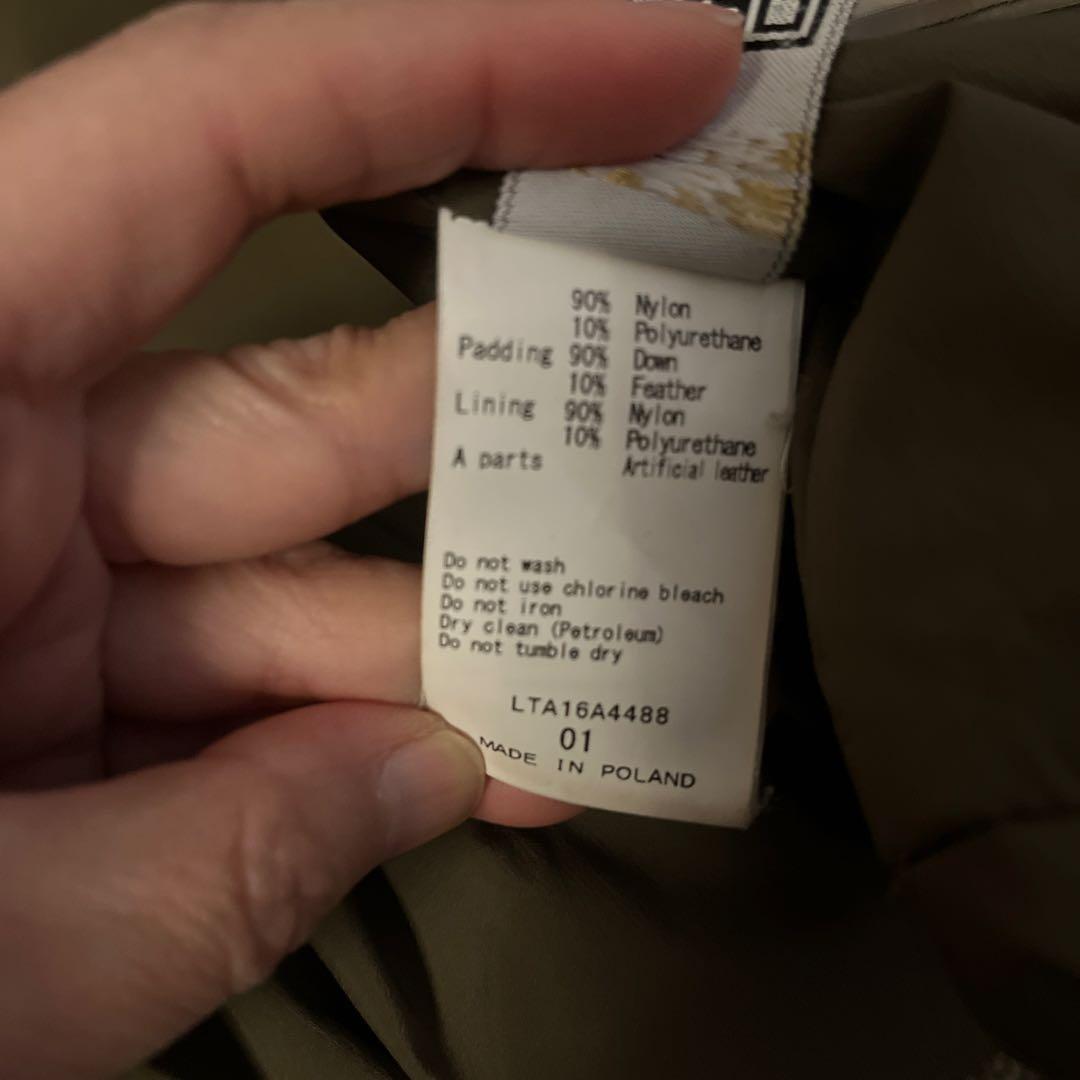 90% Nylon
10% Polyurethane
Padding 90% Down
10% Feather
Lining 90% Nylon
10% Polyurethane
A parts Artificial leather
Do not wash
Do not use chlorine bleach
Do not iron
Dry clean (Petroleum)
Do not tumble dry
LTA16A4488
01
MADE IN POLAND